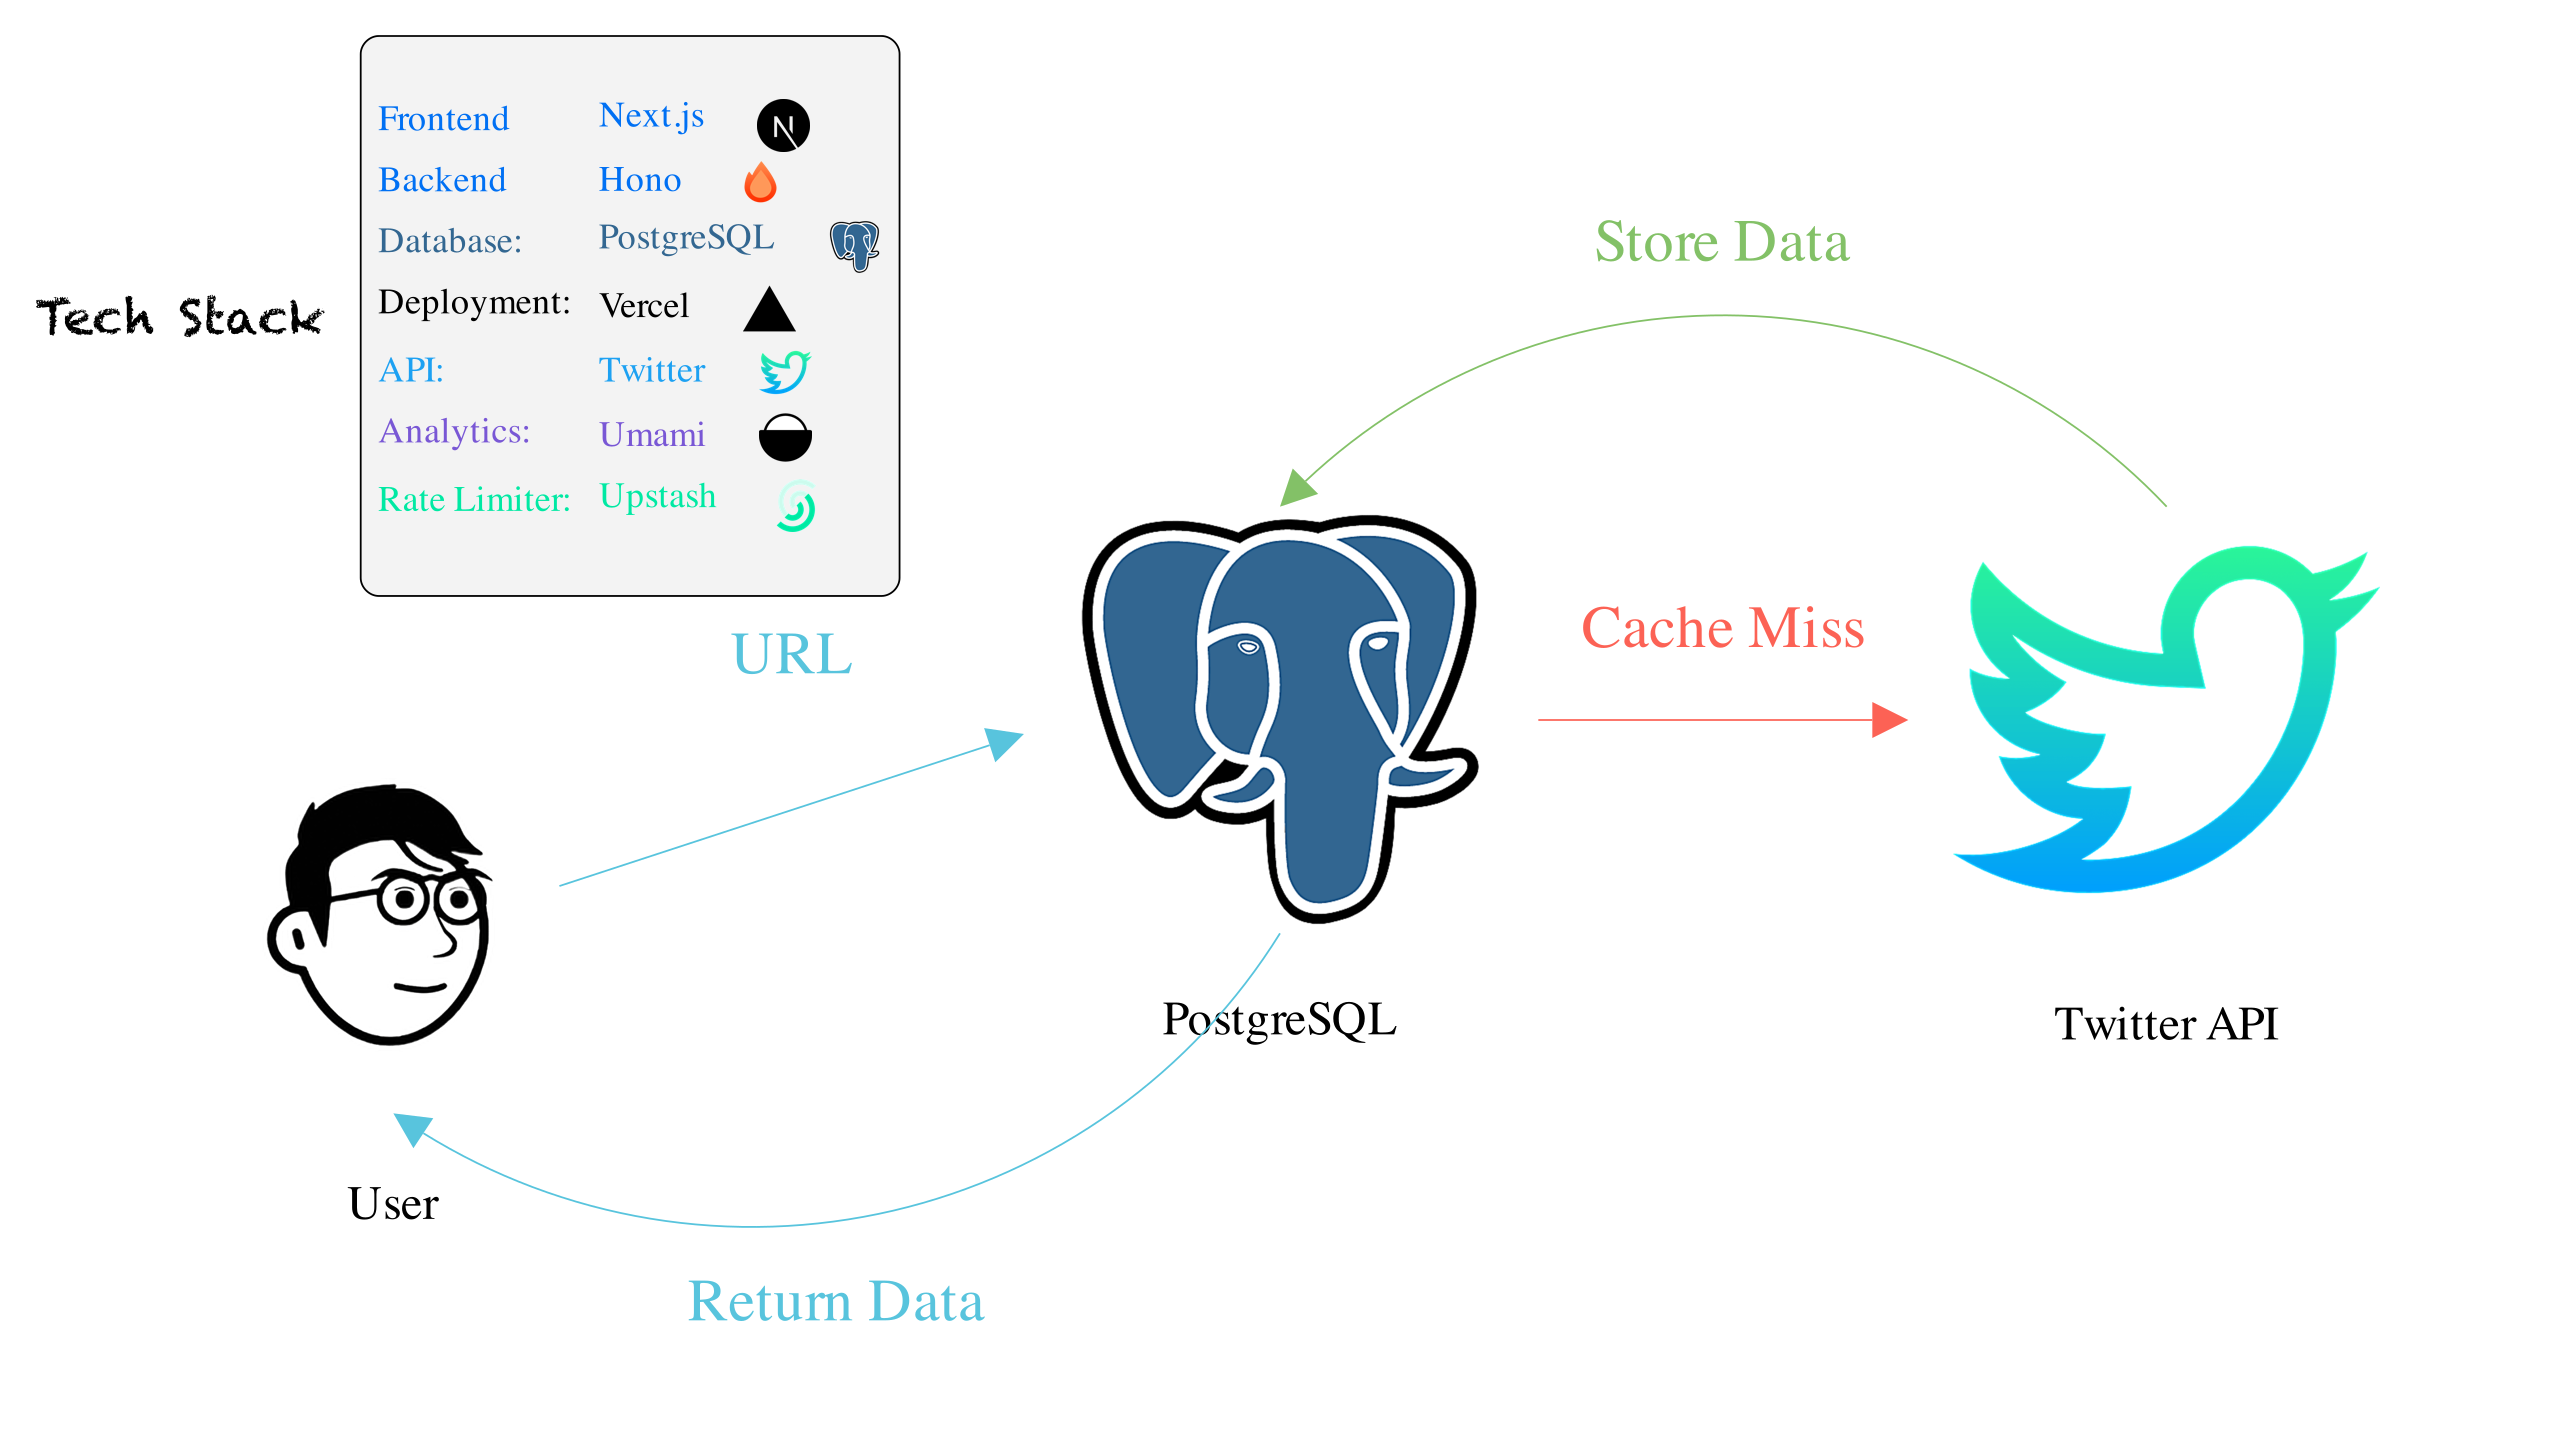 Tech Stack
Frontend Next.js
Backend Hono
Database: PostgreSQL
Deployment: Vercel
API: Twitter
Analytics: Umami
Rate Limiter: Upstash
Store Data
URL
Cache Miss
PostgreSQL
Twitter API
User
Return Data